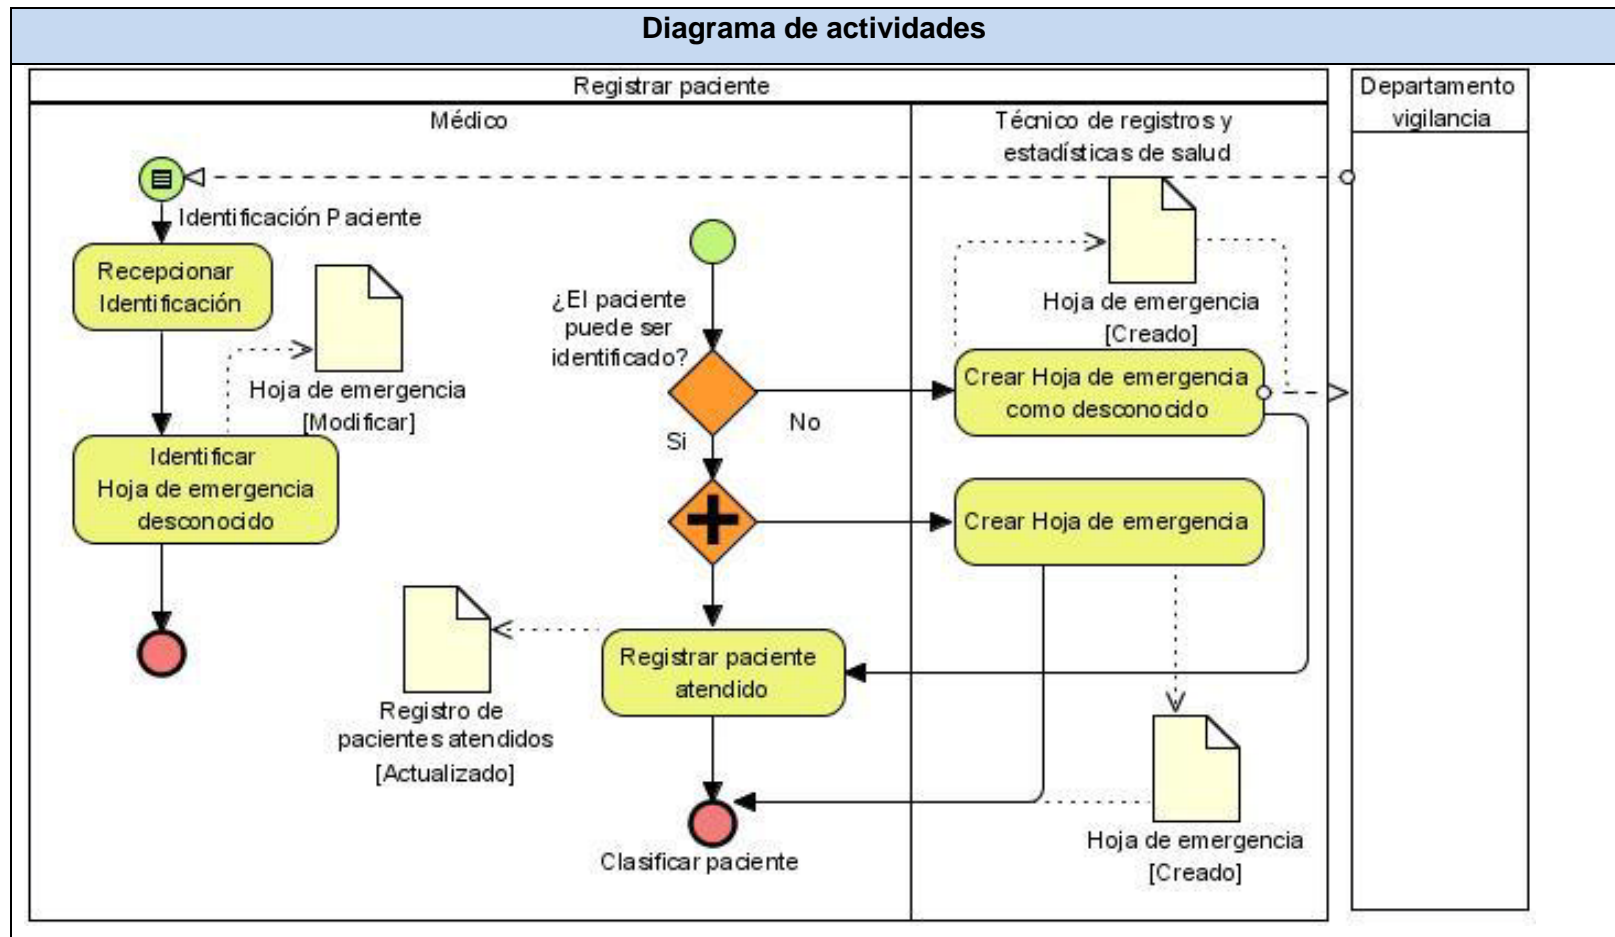 Diagrama de actividades
Registrar paciente
Departamento
vigilancia
Médico
Técnico de registros y
estadísticas de salud
Identificación Paciente
Recepcionar
Identificación
Hoja de emergencia
[Modificar]
Identificar
Hoja de emergencia
desconocido
¿El paciente
puede ser
identificado?
No
Si
Hoja de emergencia
[Creado]
Crear Hoja de emergencia
como desconocido
Crear Hoja de emergencia
Registrar paciente
atendido
Registro de
pacientes atendidos
[Actualizado]
Clasificar paciente
Hoja de emergencia
[Creado]